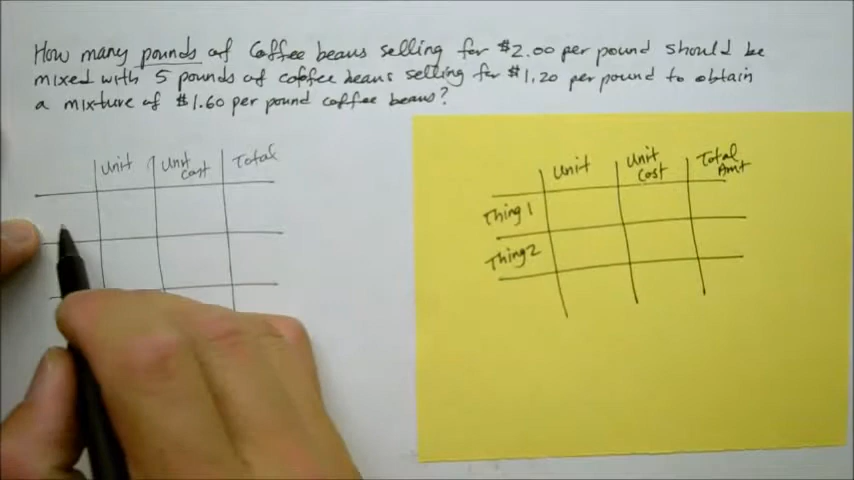 How many pounds of Coffee beans selling for $2.00 per pound should be
mixed with 5 pounds of coffee beans selling for $1.20 per pound to obtain
a mixture of $1.60 per pound coffee beans?
Unit Unit Cost Total
Unit Unit Cost Total Amt
Thing 1
Thing 2